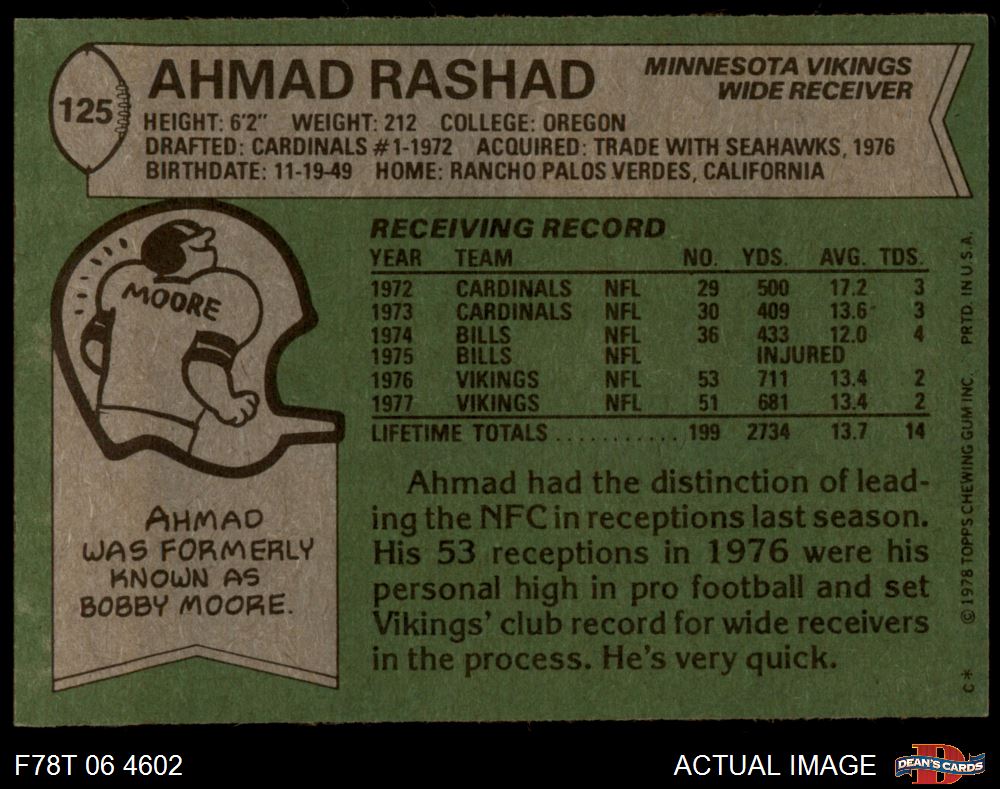 125
AHMAD RASHAD
MINNESOTA VIKINGS
WIDE RECEIVER
HEIGHT: 6'2" WEIGHT: 212 COLLEGE: OREGON
DRAFTED: CARDINALS #1-1972 ACQUIRED: TRADE WITH SEAHAWKS, 1976
BIRTHDATE: 11-19-49 HOME: RANCHO PALOS VERDES, CALIFORNIA
MOORE
AHMAD
WAS FORMERLY
KNOWN AS
BOBBY MOORE.
RECEIVING RECORD
YEAR TEAM NO. YDS. AVG. TDS.
1972 CARDINALS NFL 29 500 17.2 3
1973 CARDINALS NFL 30 409 13.6 3
1974 BILLS NFL 36 433 12.0 4
1975 BILLS NFL INJURED
1976 VIKINGS NFL 53 711 13.4 2
1977 VIKINGS NFL 51 681 13.4 2
LIFETIME TOTALS ............ 199 2734 13.7 14
Ahmad had the distinction of lead-
ing the NFC in receptions last season.
His 53 receptions in 1976 were his
personal high in pro football and set
Vikings' club record for wide receivers
in the process. He's very quick.
C* ©1978 TOPPS CHEWING GUM INC. PRTD. IN U.S.A.
F78T 06 4602
ACTUAL IMAGE
D
DEAN'S CARDS